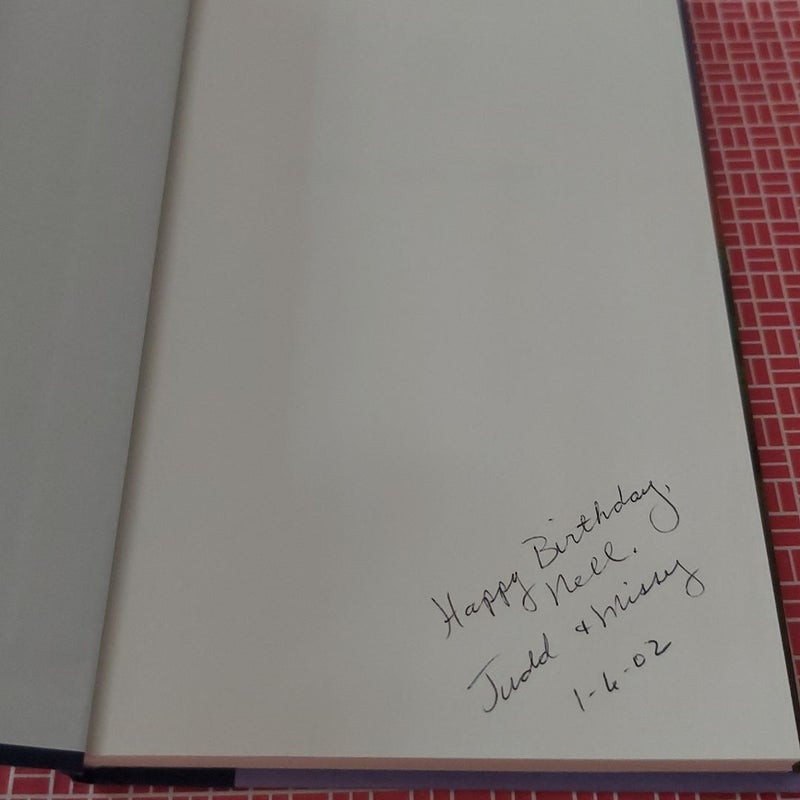 Happy Birthday,
Nell.
Judd + Missy
1-6-02